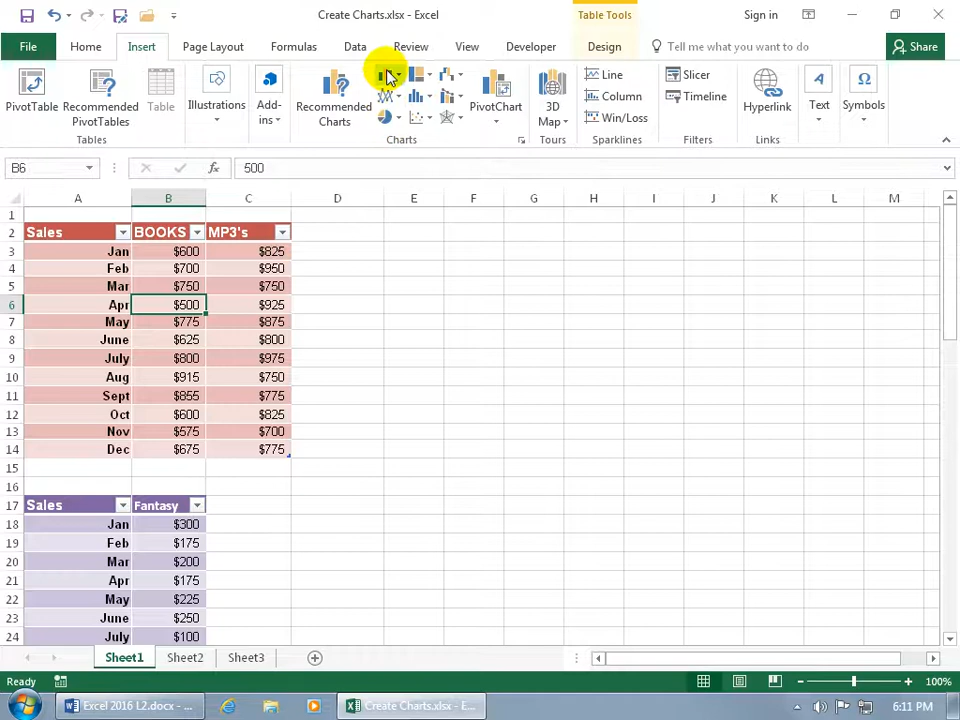 Create Charts.xlsx - Excel
Table Tools
Sign in
File
Home
Insert
Page Layout
Formulas
Data
Review
View
Developer
Design
Tell me what you want to do
Share
PivotTable
Recommended PivotTables
Table
Illustrations
Add-ins
Recommended Charts
PivotChart
3D Map
Line
Column
Win/Loss
Slicer
Timeline
Hyperlink
Text
Symbols
Tables
Charts
Tours
Sparklines
Filters
Links
B6
fx
500
A B C D E F G H I J K L M
1
2 Sales BOOKS MP3's
3 Jan $600 $825
4 Feb $700 $950
5 Mar $750 $750
6 Apr $500 $925
7 May $775 $875
8 June $625 $800
9 July $800 $975
10 Aug $915 $750
11 Sept $855 $775
12 Oct $600 $825
13 Nov $575 $700
14 Dec $675 $775
15
16
17 Sales Fantasy
18 Jan $300
19 Feb $175
20 Mar $200
21 Apr $175
22 May $225
23 June $250
24 July $100
Sheet1 Sheet2 Sheet3
Ready
100%
Excel 2016 L2.docx - ...
Create Charts.xlsx - E...
6:11 PM